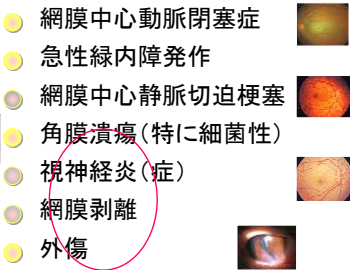 網膜中心動脈閉塞症
急性緑内障発作
網膜中心静脈切迫梗塞
角膜潰瘍(特に細菌性)
視神経炎(症)
網膜剥離
外傷